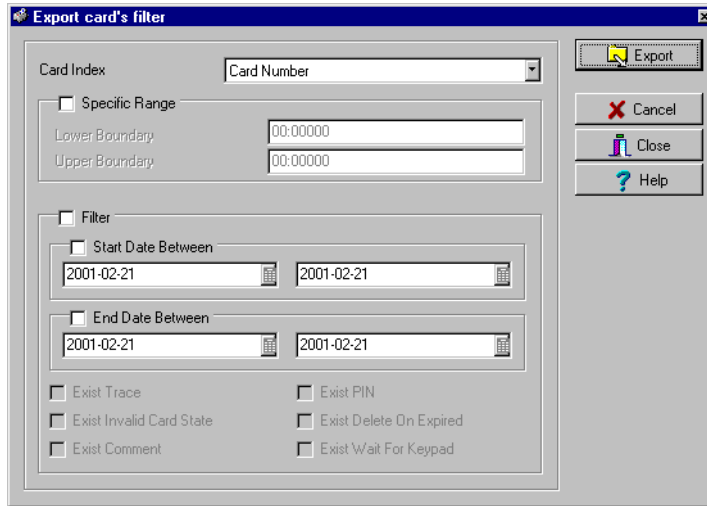 Export card's filter
Card Index
Card Number
Export
Specific Range
Lower Boundary
00:00000
Upper Boundary
00:00000
Cancel
Close
Help
Filter
Start Date Between
2001-02-21 2001-02-21
End Date Between
2001-02-21 2001-02-21
Exist Trace Exist PIN
Exist Invalid Card State Exist Delete On Expired
Exist Comment Exist Wait For Keypad